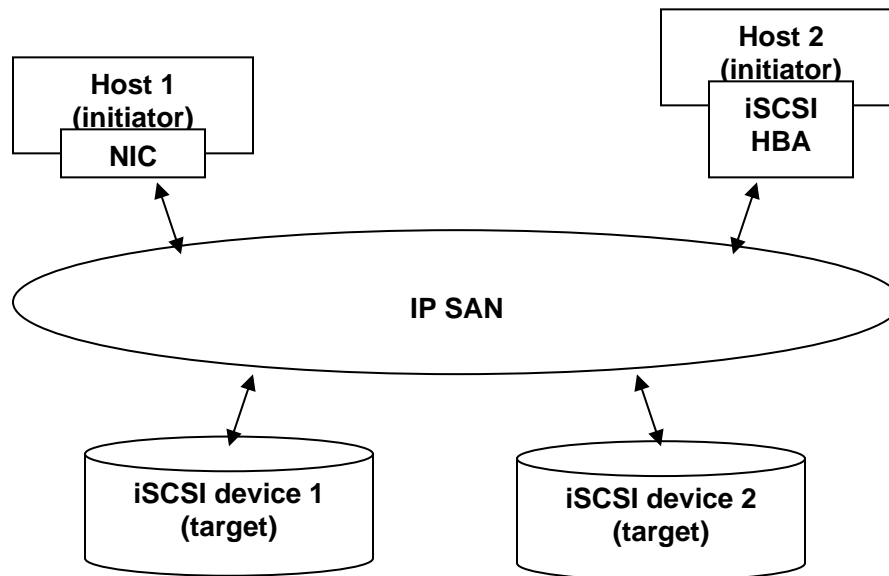 Host 1
(initiator)
NIC
Host 2
(initiator)
iSCSI
HBA
IP SAN
iSCSI device 1
(target)
iSCSI device 2
(target)